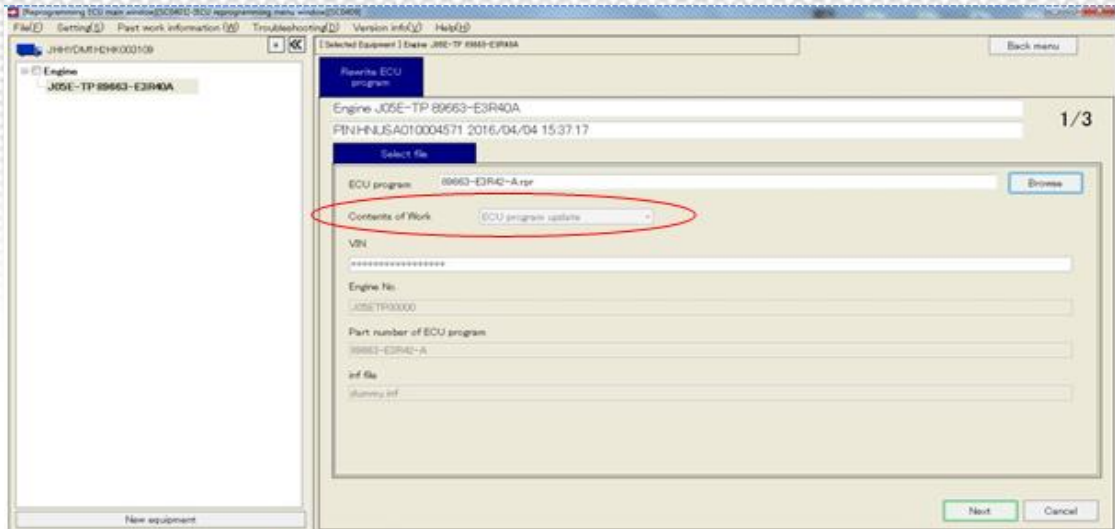 [Reprogramming ECU main window][SC0401]-[ECU reprogramming menu window][SC0409]
File(F) Setting(S) Past work information (W) Troubleshooting(D) Version info(V) Help(H)
[ Selected Equipment ] Engine J05E-TP 89663-E3R40A
Back menu
Engine
J05E-TP 89663-E3R40A
Rewrite ECU
program
Engine J05E-TP 89663-E3R40A
1/3
PIN:HNUSA010004571 2016/04/04 15:37:17
Select file
ECU program 89663-E3R42-A.rpr Browse
Contents of Work ECU program update
VIN
*****************
Engine No.
J05ETP00000
Part number of ECU program
89663-E3R42-A
inf file
dummy.inf
Next Cancel
New equipment